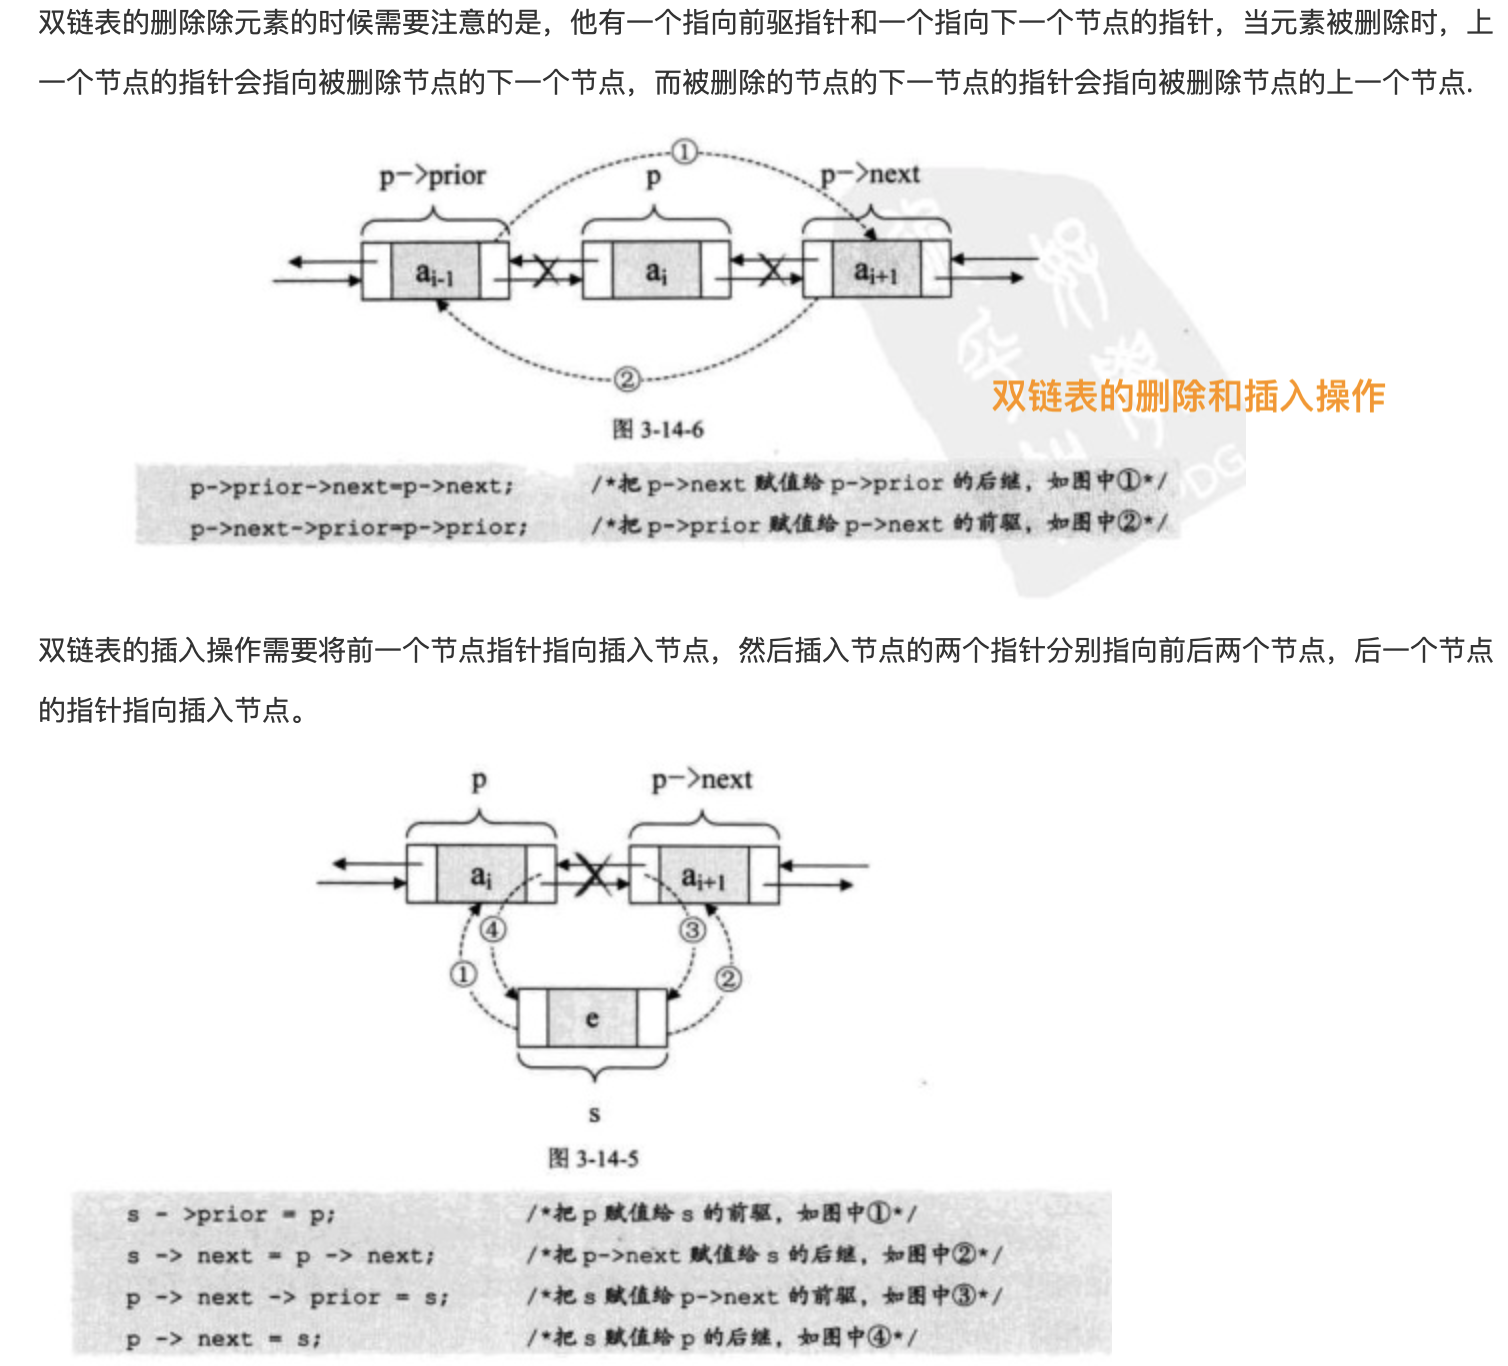 双链表的删除除元素的时候需要注意的是，他有一个指向前驱指针和一个指向下一个节点的指针，当元素被删除时，上
一个节点的指针会指向被删除节点的下一个节点，而被删除的节点的下一节点的指针会指向被删除节点的上一个节点.
①
p->prior p p->next
ai-1 ai ai+1
②
双链表的删除和插入操作
图 3-14-6
p->prior->next=p->next; /*把 p->next 赋值给 p->prior 的后继，如图中①*/
p->next->prior=p->prior; /*把 p->prior 赋值给 p->next 的前驱，如图中②*/
双链表的插入操作需要将前一个节点指针指向插入节点，然后插入节点的两个指针分别指向前后两个节点，后一个节点
的指针指向插入节点。
p p->next
ai ai+1
④ ③
① ②
e
s
图 3-14-5
s - >prior = p; /*把 p 赋值给 s 的前驱，如图中①*/
s -> next = p -> next; /*把 p->next 赋值给 s 的后继，如图中②*/
p -> next -> prior = s; /*把 s 赋值给 p->next 的前驱，如图中③*/
p -> next = s; /*把 s 赋值给 p 的后继，如图中④*/